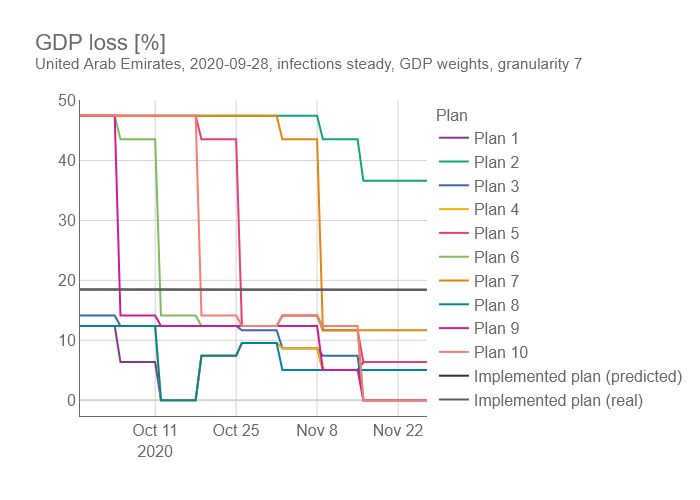 GDP loss [%]
United Arab Emirates, 2020-09-28, infections steady, GDP weights, granularity 7
50
40
30
20
10
0
Oct 11
2020
Oct 25
Nov 8
Nov 22
Plan
Plan 1
Plan 2
Plan 3
Plan 4
Plan 5
Plan 6
Plan 7
Plan 8
Plan 9
Plan 10
Implemented plan (predicted)
Implemented plan (real)